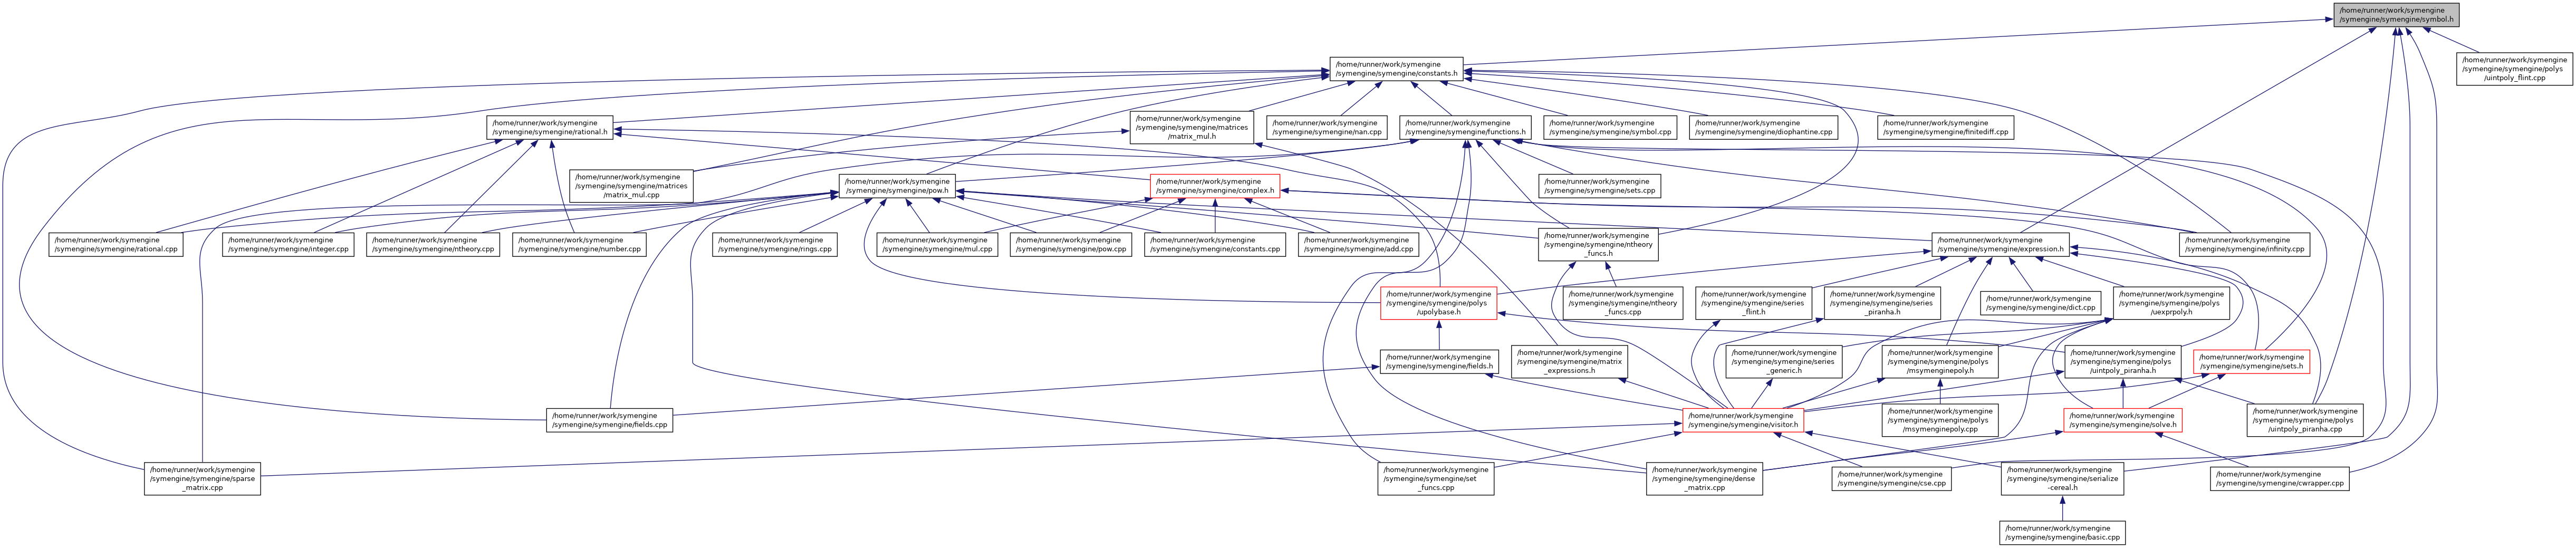 /home/runner/work/symengine
/symengine/symengine/symbol.h
/home/runner/work/symengine
/symengine/symengine/constants.h
/home/runner/work/symengine
/symengine/symengine/polys
/uintpoly_flint.cpp
/home/runner/work/symengine
/symengine/symengine/rational.h
/home/runner/work/symengine
/symengine/symengine/matrices
/matrix_mul.h
/home/runner/work/symengine
/symengine/symengine/nan.cpp
/home/runner/work/symengine
/symengine/symengine/functions.h
/home/runner/work/symengine
/symengine/symengine/symbol.cpp
/home/runner/work/symengine
/symengine/symengine/diophantine.cpp
/home/runner/work/symengine
/symengine/symengine/finitediff.cpp
/home/runner/work/symengine
/symengine/symengine/matrices
/matrix_mul.cpp
/home/runner/work/symengine
/symengine/symengine/pow.h
/home/runner/work/symengine
/symengine/symengine/complex.h
/home/runner/work/symengine
/symengine/symengine/sets.cpp
/home/runner/work/symengine
/symengine/symengine/rational.cpp
/home/runner/work/symengine
/symengine/symengine/integer.cpp
/home/runner/work/symengine
/symengine/symengine/ntheory.cpp
/home/runner/work/symengine
/symengine/symengine/number.cpp
/home/runner/work/symengine
/symengine/symengine/rings.cpp
/home/runner/work/symengine
/symengine/symengine/mul.cpp
/home/runner/work/symengine
/symengine/symengine/pow.cpp
/home/runner/work/symengine
/symengine/symengine/constants.cpp
/home/runner/work/symengine
/symengine/symengine/add.cpp
/home/runner/work/symengine
/symengine/symengine/ntheory
_funcs.h
/home/runner/work/symengine
/symengine/symengine/expression.h
/home/runner/work/symengine
/symengine/symengine/infinity.cpp
/home/runner/work/symengine
/symengine/symengine/polys
/upolybase.h
/home/runner/work/symengine
/symengine/symengine/ntheory
_funcs.cpp
/home/runner/work/symengine
/symengine/symengine/series
_flint.h
/home/runner/work/symengine
/symengine/symengine/series
_piranha.h
/home/runner/work/symengine
/symengine/symengine/dict.cpp
/home/runner/work/symengine
/symengine/symengine/polys
/uexprpoly.h
/home/runner/work/symengine
/symengine/symengine/fields.h
/home/runner/work/symengine
/symengine/symengine/matrix
_expressions.h
/home/runner/work/symengine
/symengine/symengine/series
_generic.h
/home/runner/work/symengine
/symengine/symengine/polys
/msymenginepoly.h
/home/runner/work/symengine
/symengine/symengine/polys
/uintpoly_piranha.h
/home/runner/work/symengine
/symengine/symengine/sets.h
/home/runner/work/symengine
/symengine/symengine/fields.cpp
/home/runner/work/symengine
/symengine/symengine/visitor.h
/home/runner/work/symengine
/symengine/symengine/polys
/msymenginepoly.cpp
/home/runner/work/symengine
/symengine/symengine/solve.h
/home/runner/work/symengine
/symengine/symengine/polys
/uintpoly_piranha.cpp
/home/runner/work/symengine
/symengine/symengine/sparse
_matrix.cpp
/home/runner/work/symengine
/symengine/symengine/set
_funcs.cpp
/home/runner/work/symengine
/symengine/symengine/dense
_matrix.cpp
/home/runner/work/symengine
/symengine/symengine/cse.cpp
/home/runner/work/symengine
/symengine/symengine/serialize
-cereal.h
/home/runner/work/symengine
/symengine/symengine/cwrapper.cpp
/home/runner/work/symengine
/symengine/symengine/basic.cpp